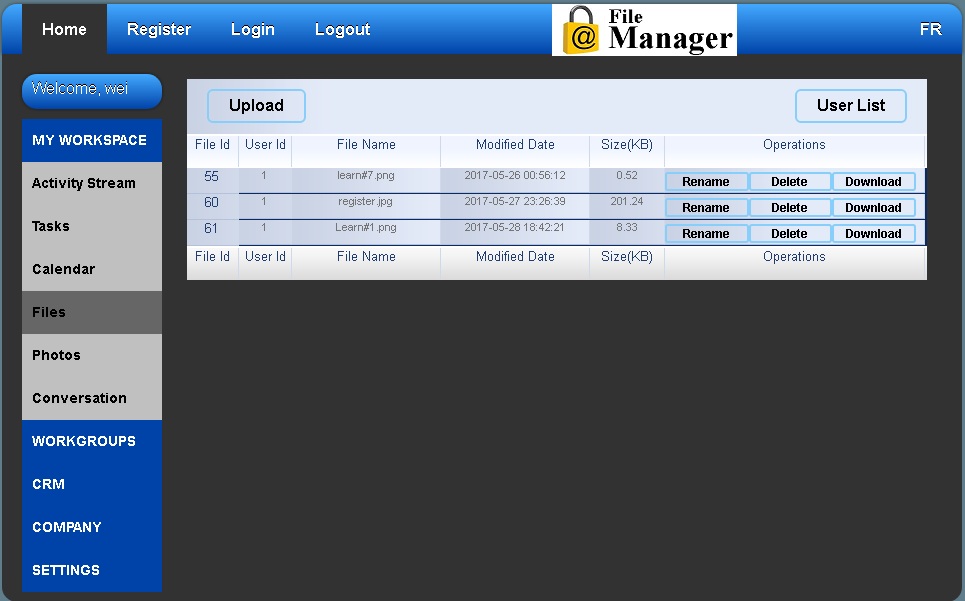 Home Register Login Logout
File
@ Manager
FR
Welcome, wei
MY WORKSPACE
Activity Stream
Tasks
Calendar
Files
Photos
Conversation
WORKGROUPS
CRM
COMPANY
SETTINGS
Upload User List
File Id User Id File Name Modified Date Size(KB) Operations
55 1 learn#7.png 2017-05-26 00:56:12 0.52 Rename Delete Download
60 1 register.jpg 2017-05-27 23:26:39 201.24 Rename Delete Download
61 1 Learn#1.png 2017-05-28 18:42:21 8.33 Rename Delete Download
File Id User Id File Name Modified Date Size(KB) Operations